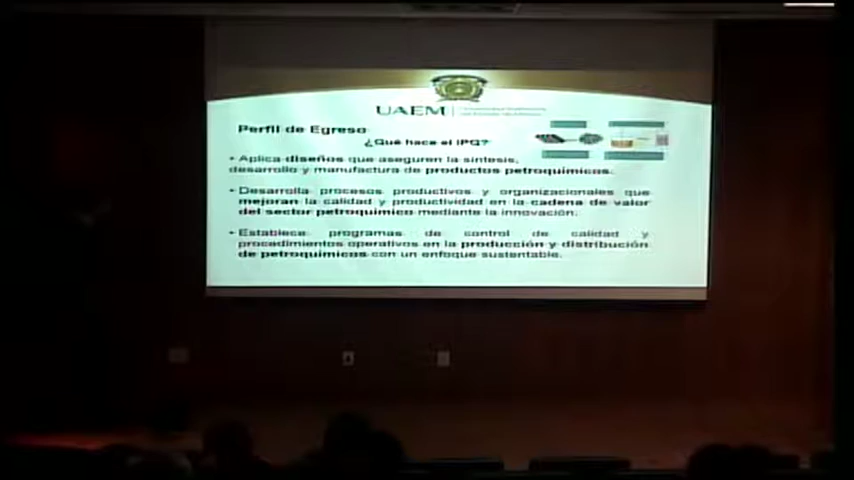 UAEM
Perfil de Egreso
¿Qué hace el IPQ?
• Aplica diseños que aseguren la síntesis,
desarrollo y manufactura de productos petroquímicos.
• Desarrolla procesos productivos y organizacionales que
mejoran la calidad y productividad en la cadena de valor
del sector petroquímico mediante la innovación.
• Establece programas de control de calidad y
procedimientos operativos en la producción y distribución
de petroquímicos con un enfoque sustentable.